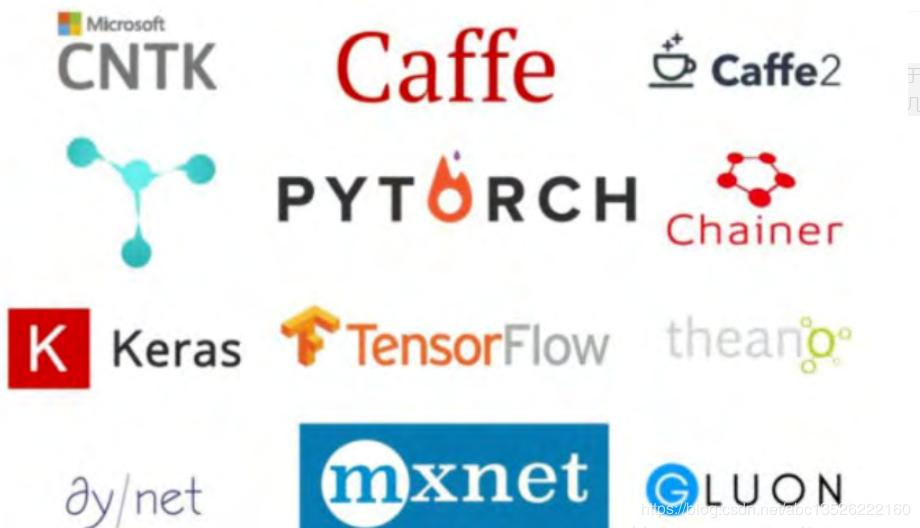 Microsoft
CNTK
Caffe
Caffe2
PYTORCH
Chainer
K Keras
TensorFlow
theano
∂y/net
mxnet
GLUON
https://blog.csdn.net/abc13526222160